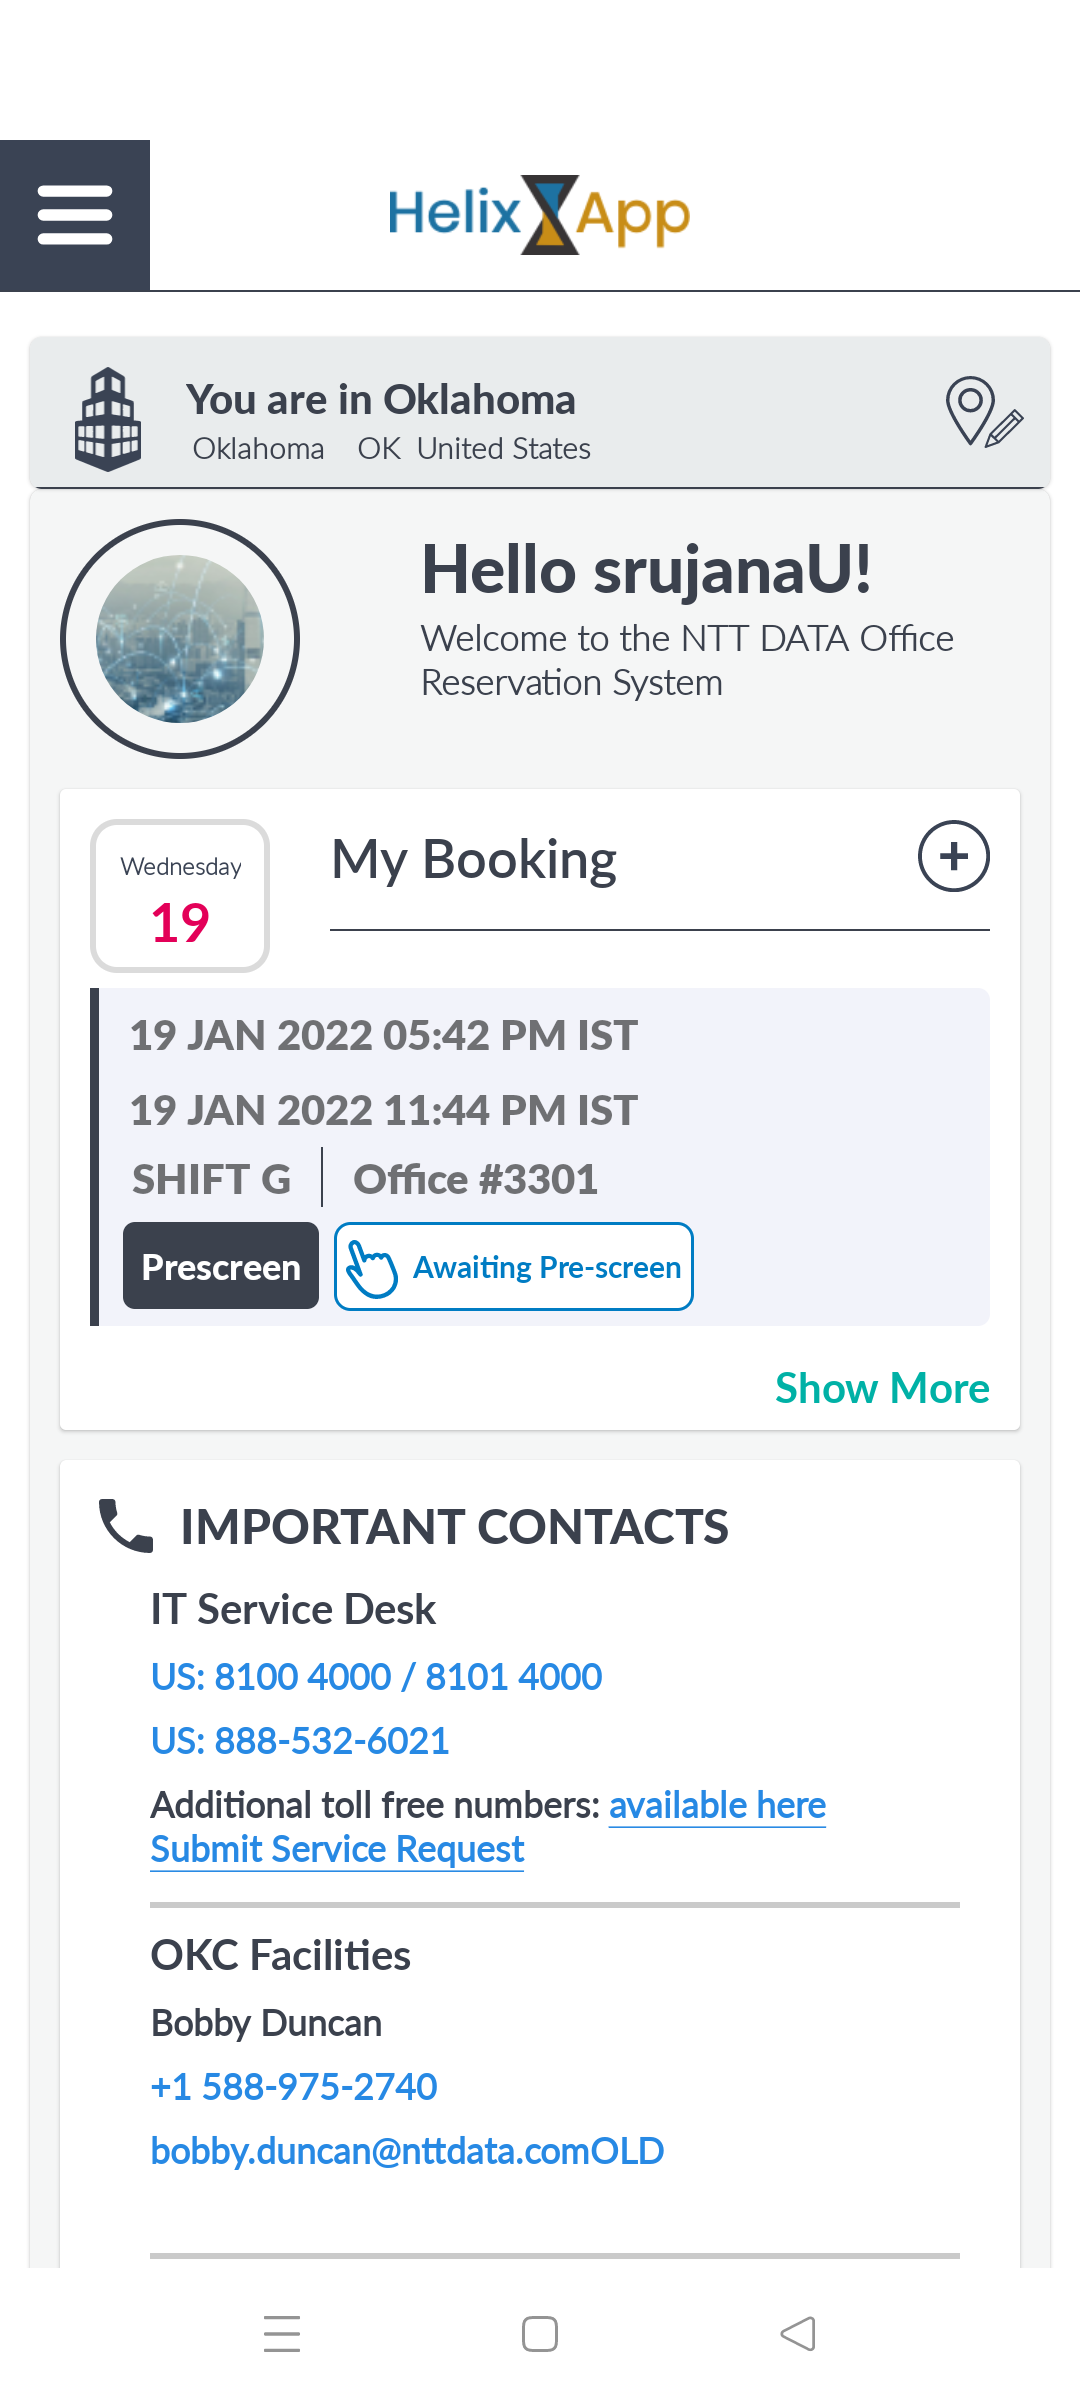 Helix App
You are in Oklahoma
Oklahoma OK United States
Hello srujanaU!
Welcome to the NTT DATA Office
Reservation System
Wednesday
19
My Booking
19 JAN 2022 05:42 PM IST
19 JAN 2022 11:44 PM IST
SHIFT G Office #3301
Prescreen Awaiting Pre-screen
Show More
IMPORTANT CONTACTS
IT Service Desk
US: 8100 4000 / 8101 4000
US: 888-532-6021
Additional toll free numbers: available here
Submit Service Request
OKC Facilities
Bobby Duncan
+1 588-975-2740
bobby.duncan@nttdata.comOLD